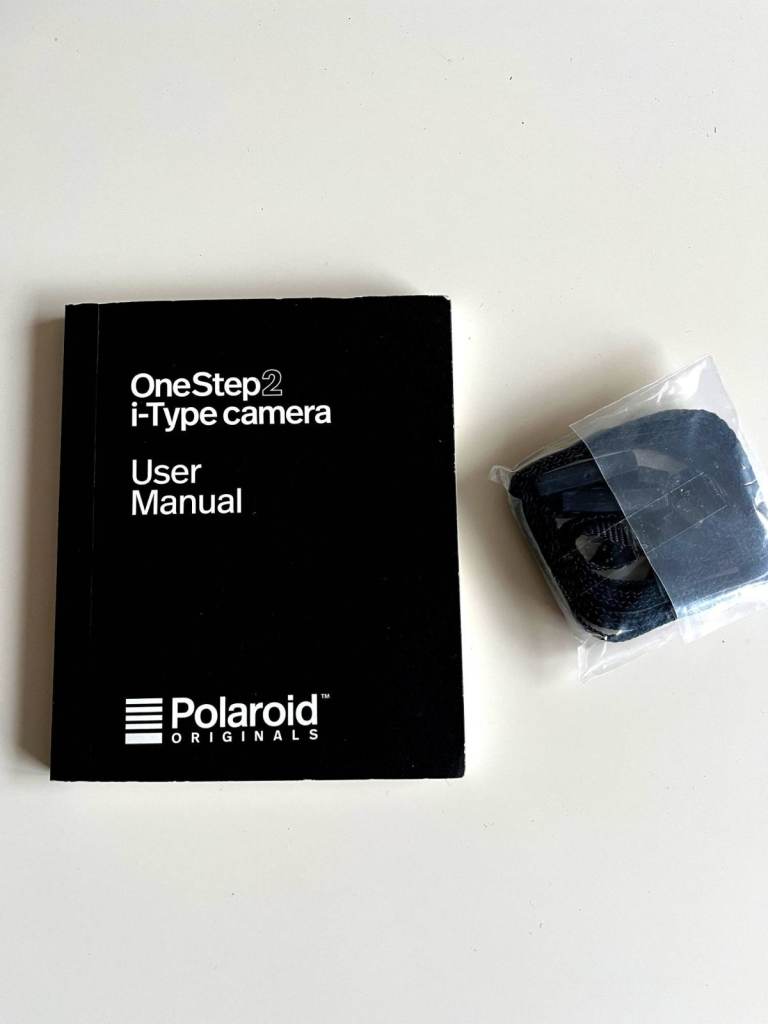 OneStep2
i-Type camera
User
Manual
Polaroid™
ORIGINALS